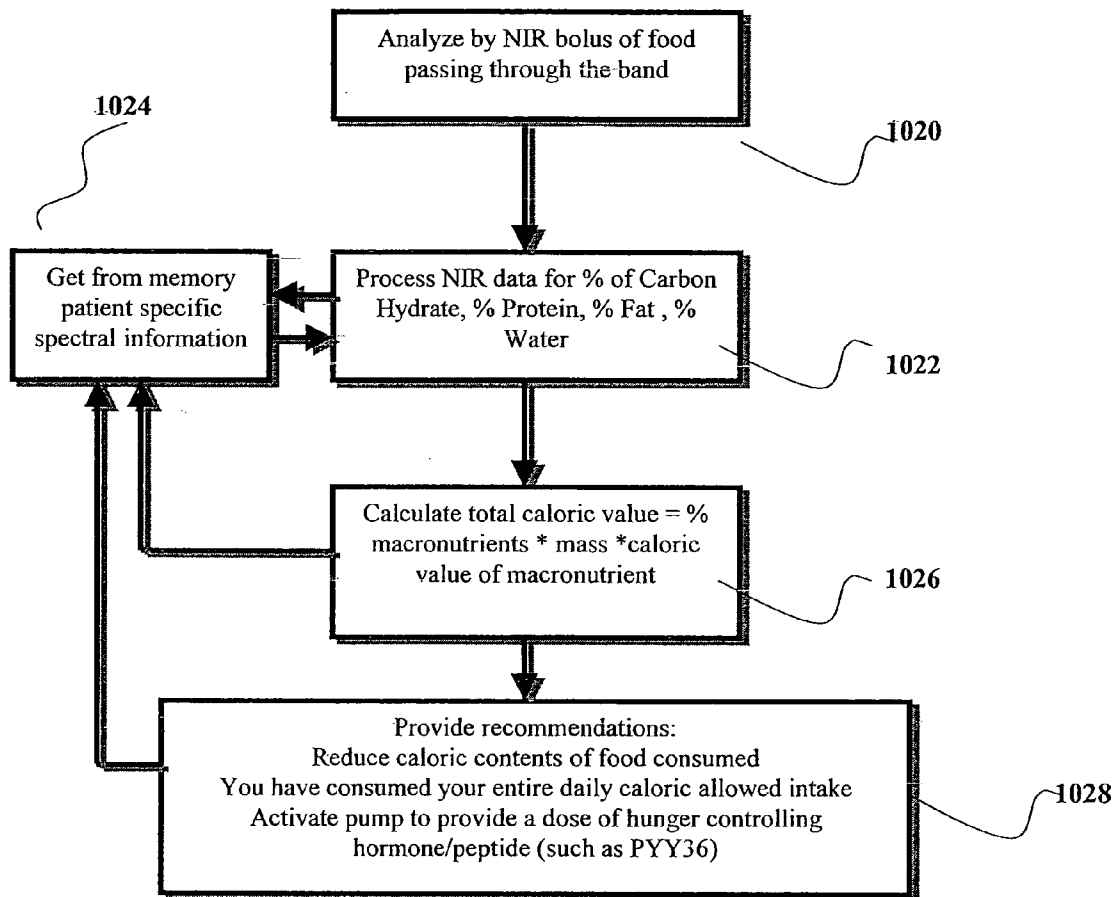 Analyze by NIR bolus of food
passing through the band
1024
1020
Get from memory
patient specific
spectral information
Process NIR data for % of Carbon
Hydrate, % Protein, % Fat , %
Water
1022
Calculate total caloric value = %
macronutrients * mass *caloric
value of macronutrient
1026
Provide recommendations:
Reduce caloric contents of food consumed
You have consumed your entire daily caloric allowed intake
Activate pump to provide a dose of hunger controlling
hormone/peptide (such as PYY36)
1028